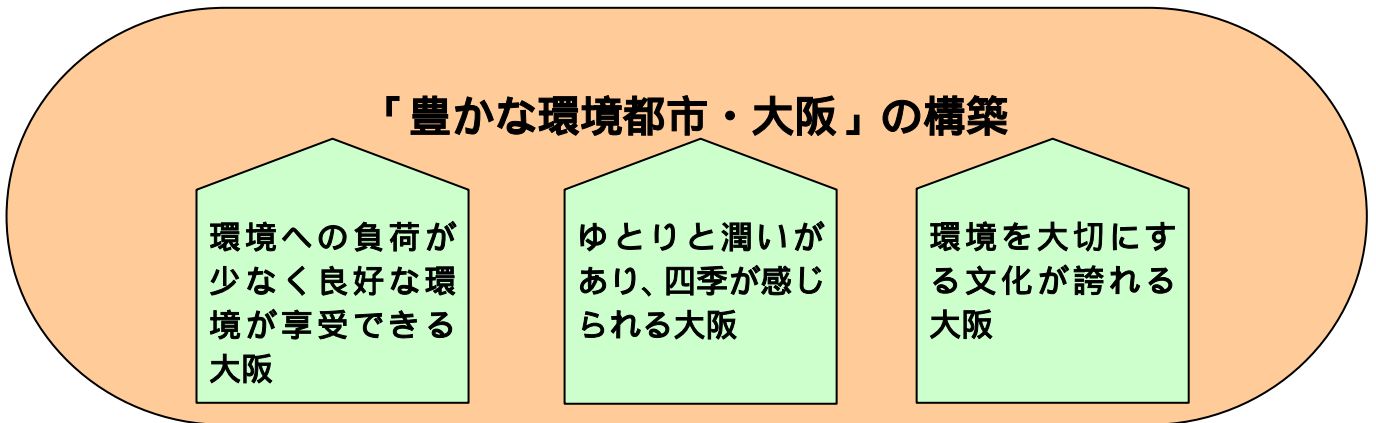 「豊かな環境都市・大阪」の構築
環境への負荷が
少なく良好な環
境が享受できる
大阪
ゆとりと潤いが
あり、四季が感じ
られる大阪
環境を大切にす
る文化が誇れる
大阪